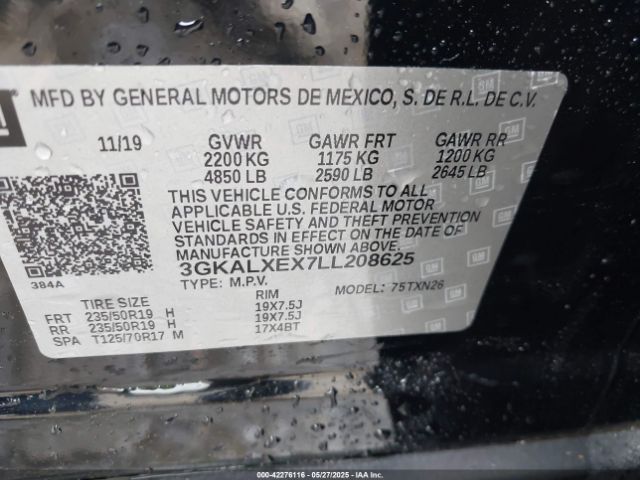 GM
MFD BY GENERAL MOTORS DE MEXICO, S. DE R.L. DE C.V.
11/19 GVWR GAWR FRT GAWR RR
2200 KG 1175 KG 1200 KG
4850 LB 2590 LB 2645 LB
THIS VEHICLE CONFORMS TO ALL
APPLICABLE U.S. FEDERAL MOTOR
VEHICLE SAFETY AND THEFT PREVENTION
STANDARDS IN EFFECT ON THE DATE OF
MANUFACTURE SHOWN ABOVE.
3GKALXEX7LL208625
384A
TYPE: M.P.V. MODEL: 75TXN26
TIRE SIZE RIM
FRT 235/50R19 H 19X7.5J
RR 235/50R19 H 19X7.5J
SPA T125/70R17 M 17X4BT
000-42276116 - 05/27/2025 - IAAI.COM